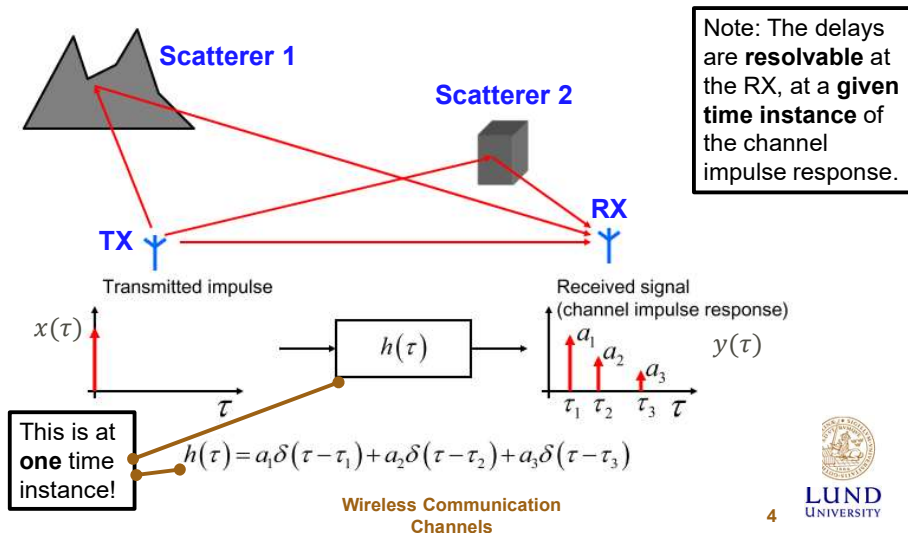 Scatterer 1
Scatterer 2
Note: The delays
are resolvable at
the RX, at a given
time instance of
the channel
impulse response.
TX
RX
Transmitted impulse
x(τ)
τ
h(τ)
Received signal
(channel impulse response)
a₁
a₂
a₃
y(τ)
τ₁ τ₂ τ₃ τ
This is at
one time
instance!
h(τ) = a₁δ(τ−τ₁) + a₂δ(τ−τ₂) + a₃δ(τ−τ₃)
Wireless Communication
Channels
4
LUND
UNIVERSITY